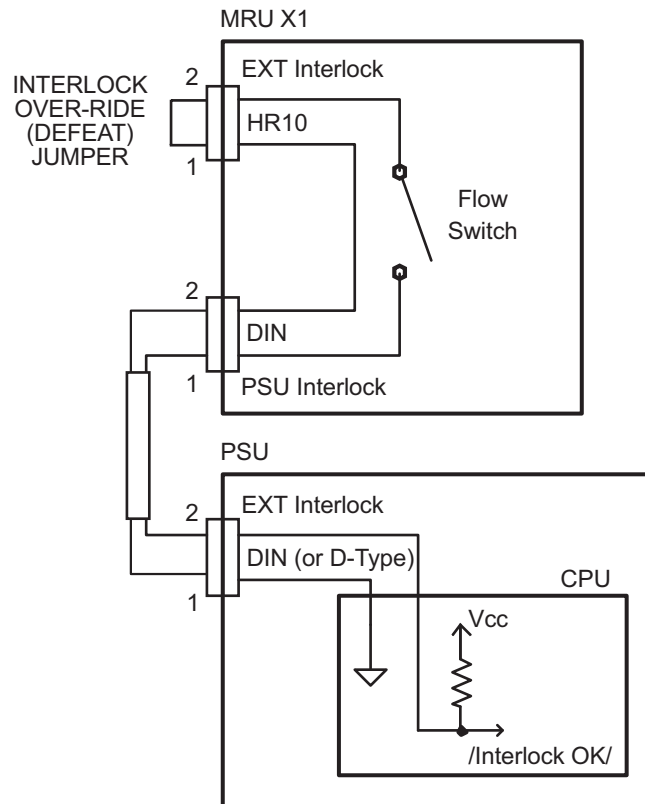 MRU X1
EXT Interlock
2
INTERLOCK
OVER-RIDE
(DEFEAT)
JUMPER
HR10
1
Flow
Switch
2
DIN
1
PSU Interlock
PSU
EXT Interlock
2
DIN (or D-Type)
1
CPU
Vcc
/Interlock OK/